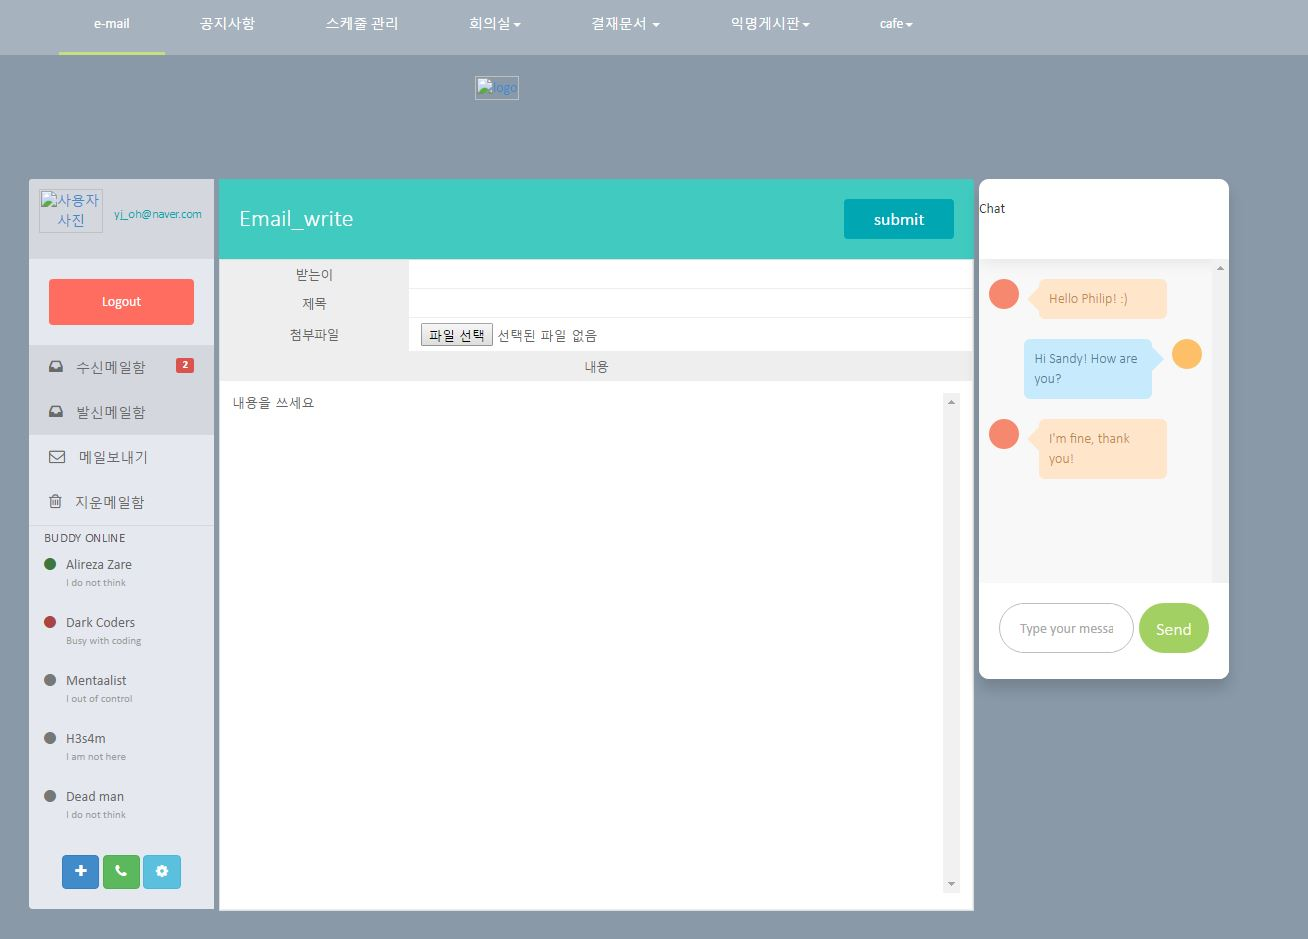 e-mail
공지사항
스케줄 관리
회의실
결재문서
익명게시판
cafe
logo
사용자
사진
yj_oh@naver.com
Logout
수신메일함
2
발신메일함
메일보내기
지운메일함
BUDDY ONLINE
Alireza Zare
I do not think
Dark Coders
Busy with coding
Mentaalist
I out of control
H3s4m
I am not here
Dead man
I do not think
Email_write
submit
받는이
제목
첨부파일
파일 선택 선택된 파일 없음
내용
내용을 쓰세요
Chat
Hello Philip! :)
Hi Sandy! How are
you?
I'm fine, thank
you!
Type your messa
Send